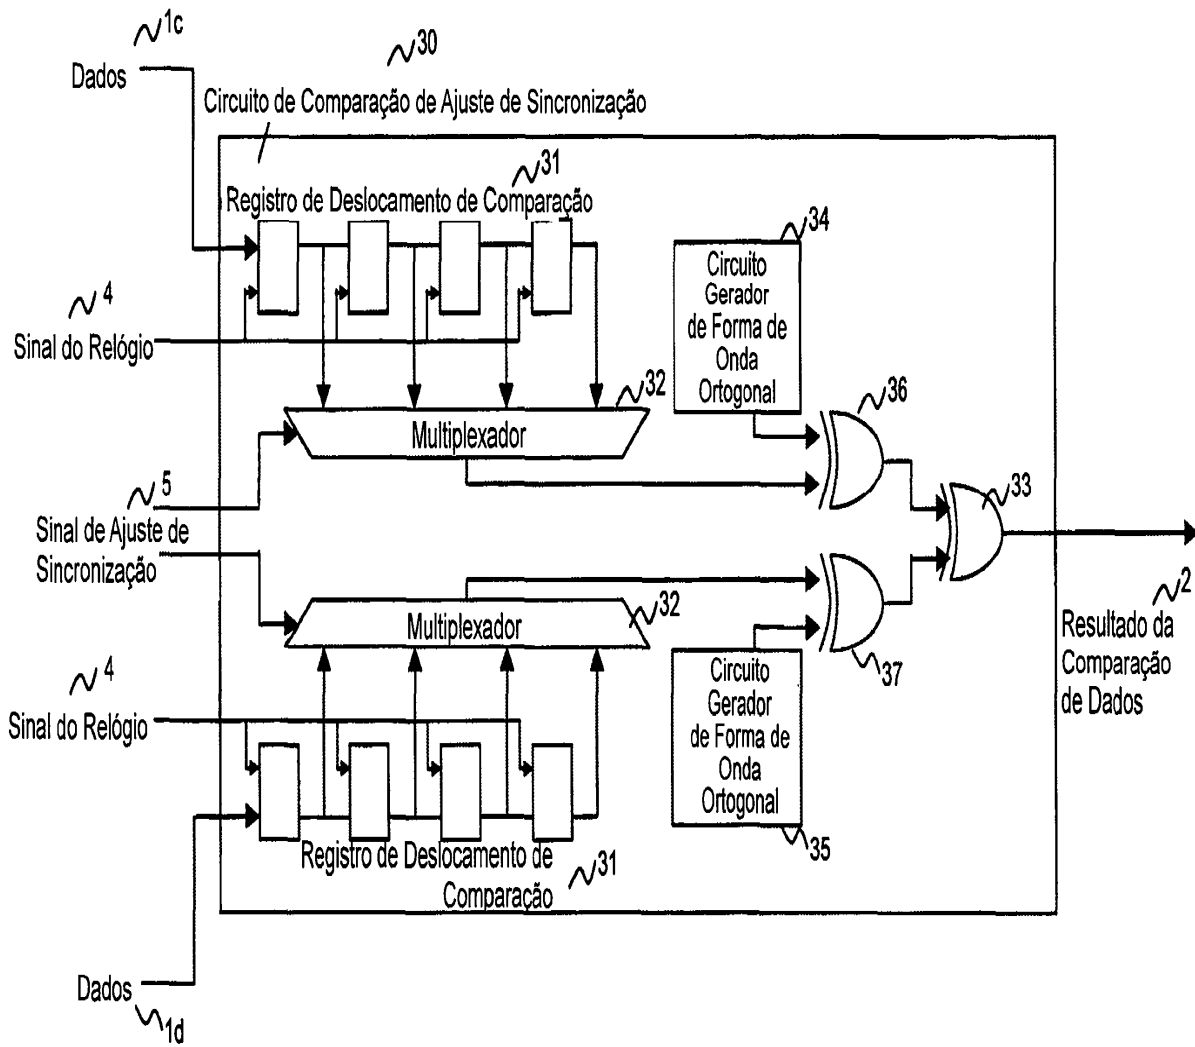 1c
Dados
30
Circuito de Comparação de Ajuste de Sincronização
31
Registro de Deslocamento de Comparação
4
Sinal do Relógio
34
Circuito
Gerador
de Forma de
Onda
Ortogonal
32
Multiplexador
36
5
Sinal de Ajuste de
Sincronização
33
2
Resultado da
Comparação
de Dados
32
Multiplexador
37
4
Sinal do Relógio
Circuito
Gerador
de Forma de
Onda
Ortogonal
35
Registro de Deslocamento de
Comparação
31
Dados
1d